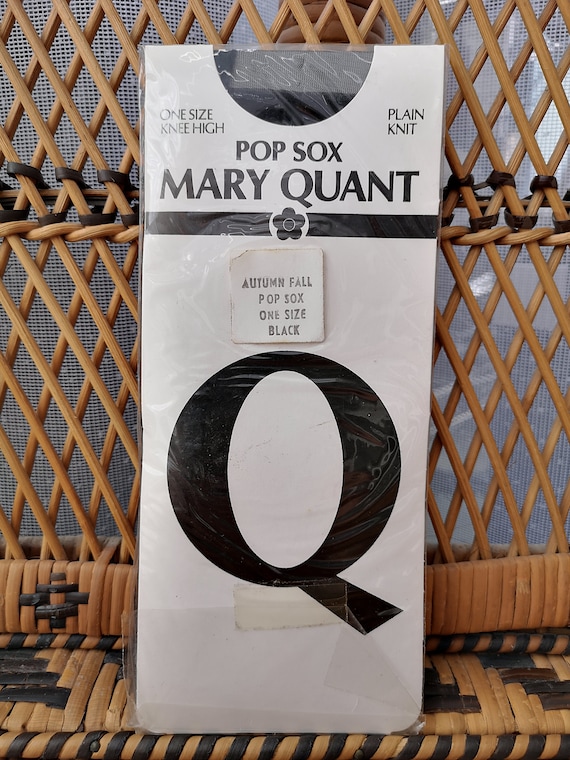 ONE SIZE
KNEE HIGH
PLAIN
KNIT
POP SOX
MARY QUANT
AUTUMN FALL
POP SOX
ONE SIZE
BLACK
Q